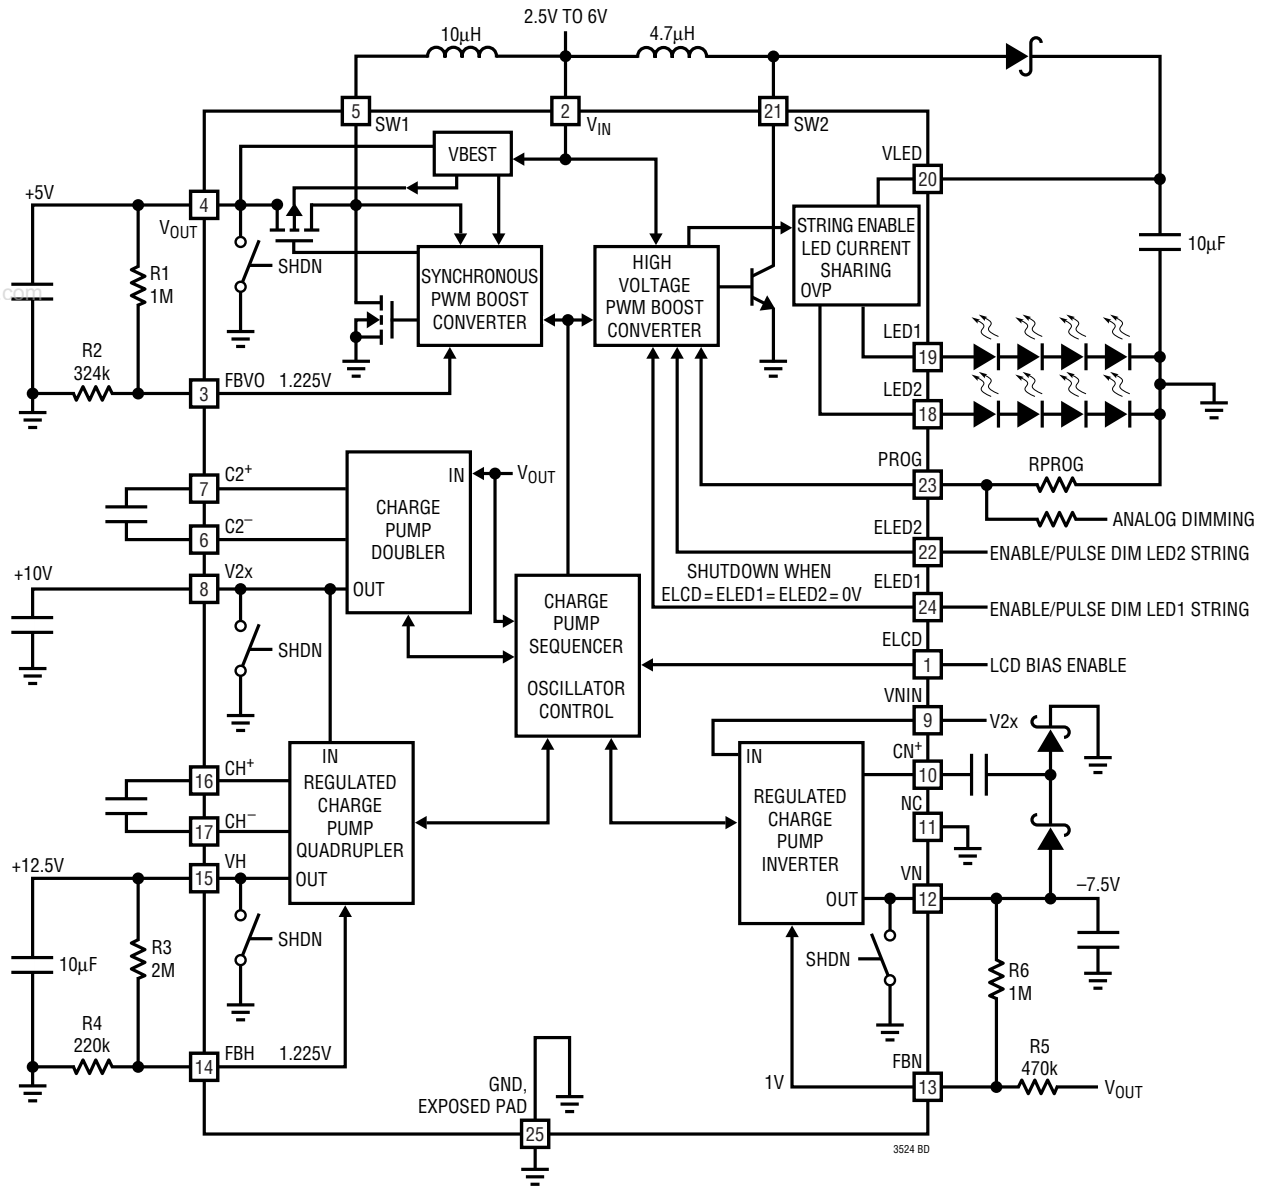 2.5V TO 6V
10µH
4.7µH
5
SW1
2
VIN
21
SW2
VBEST
VLED
20
+5V
4
VOUT
SHDN
R1
1M
SYNCHRONOUS
PWM BOOST
CONVERTER
HIGH
VOLTAGE
PWM BOOST
CONVERTER
STRING ENABLE
LED CURRENT
SHARING
OVP
10µF
com
LED1
19
LED2
18
R2
324k
3
FBVO 1.225V
PROG
23
RPROG
ANALOG DIMMING
7
C2+
6
C2–
IN
VOUT
CHARGE
PUMP
DOUBLER
OUT
ELED2
22
ENABLE/PULSE DIM LED2 STRING
SHUTDOWN WHEN
ELCD = ELED1 = ELED2 = 0V
ELED1
24
ENABLE/PULSE DIM LED1 STRING
+10V
8
V2x
SHDN
CHARGE
PUMP
SEQUENCER
OSCILLATOR
CONTROL
ELCD
1
LCD BIAS ENABLE
VNIN
9
V2x
16
CH+
17
CH–
IN
REGULATED
CHARGE
PUMP
QUADRUPLER
OUT
IN
REGULATED
CHARGE
PUMP
INVERTER
OUT
CN+
10
NC
11
VN
12
–7.5V
+12.5V
15
VH
SHDN
10µF
R3
2M
SHDN
R6
1M
R4
220k
14
FBH 1.225V
R5
470k
FBN
1V
13
VOUT
GND,
EXPOSED PAD
25
3524 BD